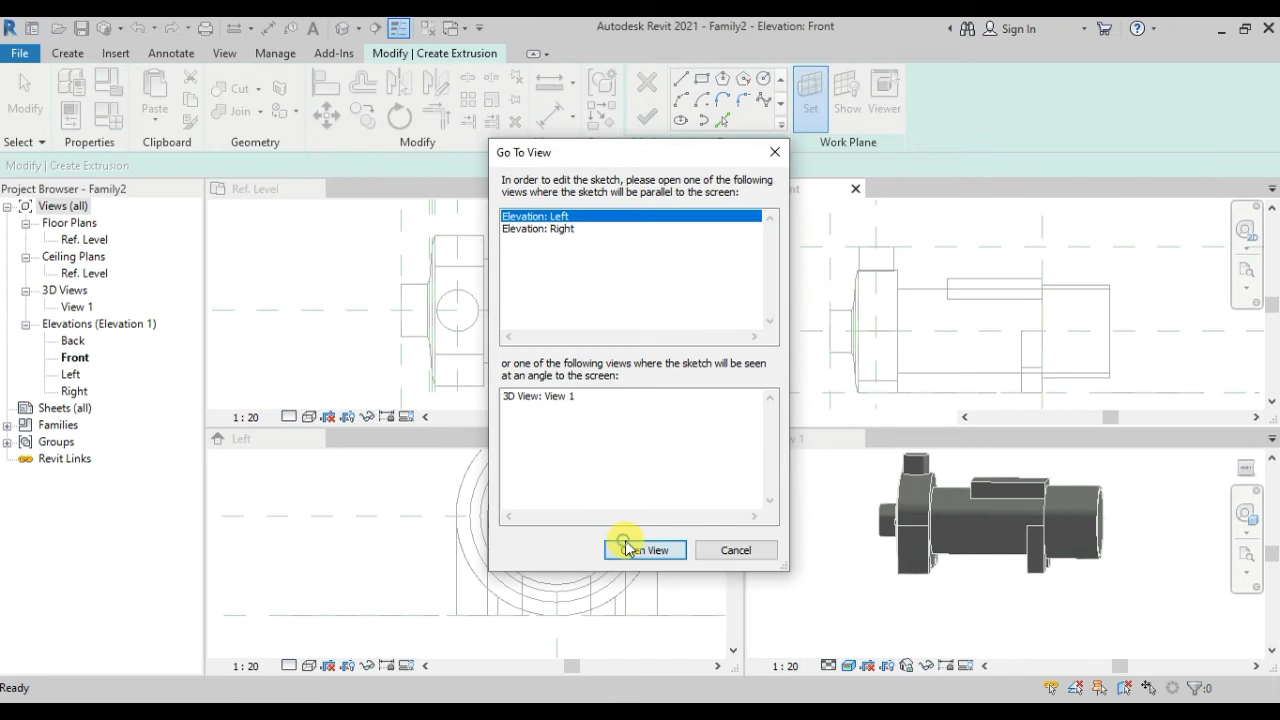 Autodesk Revit 2021 - Family2 - Elevation: Front
Sign In
File Create Insert Annotate View Manage Add-Ins Modify | Create Extrusion
Modify
Paste
Cut
Join
Set Show Viewer
Select Properties Clipboard Geometry Modify Work Plane
Modify | Create Extrusion
Project Browser - Family2
Views (all)
Floor Plans
Ref. Level
Ceiling Plans
Ref. Level
3D Views
View 1
Elevations (Elevation 1)
Back
Front
Left
Right
Sheets (all)
Families
Groups
Revit Links
Ref. Level
1 : 20
Left
1 : 20
1 : 20
Go To View
In order to edit the sketch, please open one of the following
views where the sketch will be parallel to the screen:
Elevation: Left
Elevation: Right
or one of the following views where the sketch will be seen
at an angle to the screen:
3D View: View 1
View
Cancel
Ready
:0